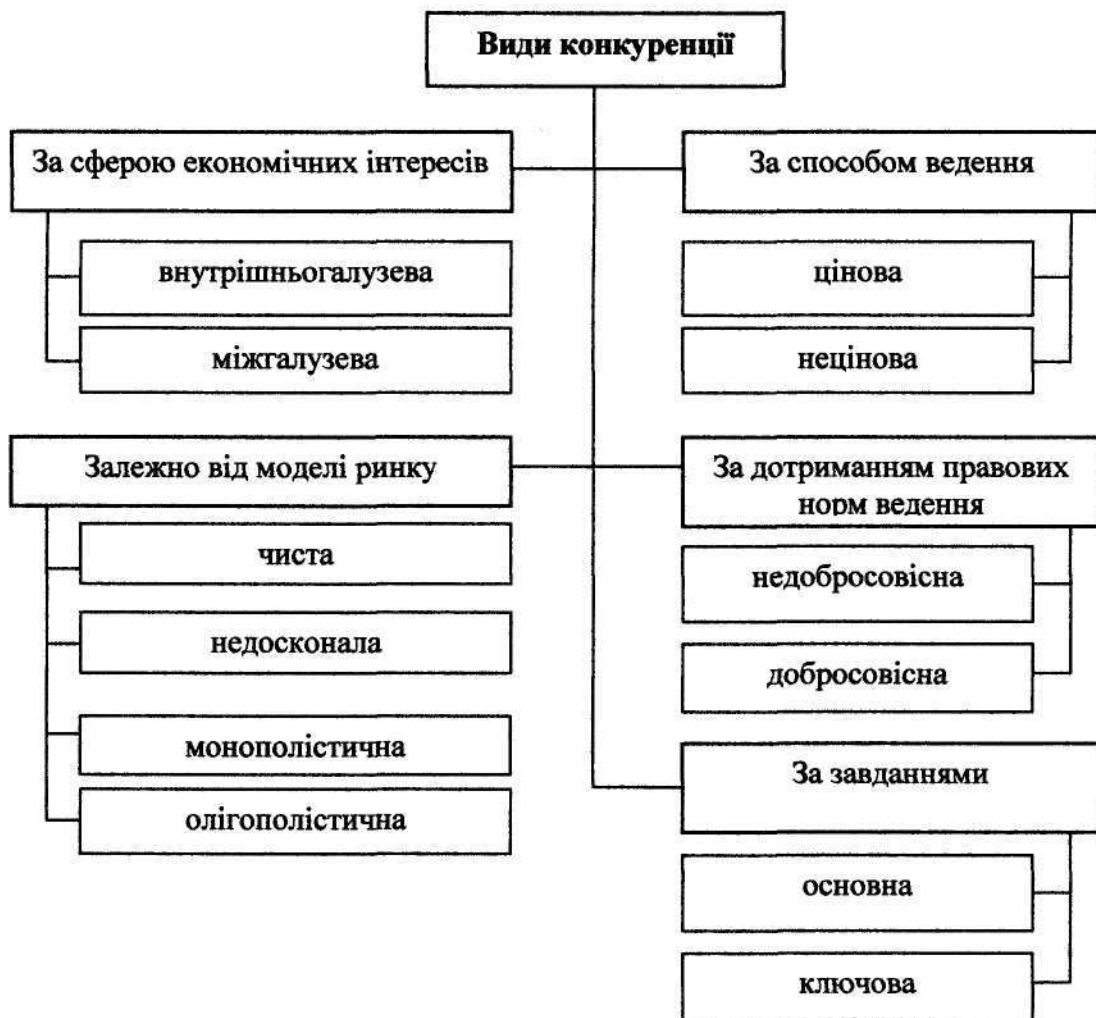 Види конкуренції
За сферою економічних інтересів
внутрішньогалузева
міжгалузева
Залежно від моделі ринку
чиста
недосконала
монополістична
олігополістична
За способом ведення
цінова
нецінова
За дотриманням правових
норм ведення
недобросовісна
добросовісна
За завданнями
основна
ключова